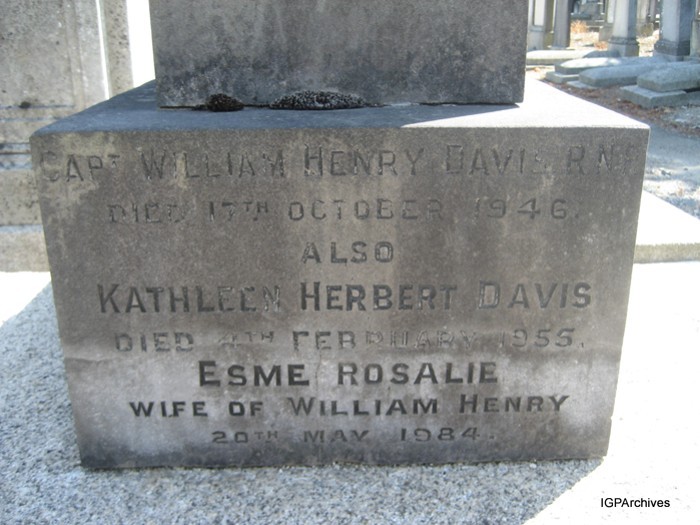 CAPT WILLIAM HENRY DAVIS R.N.
DIED 17TH OCTOBER 1946.
ALSO
KATHLEEN HERBERT DAVIS
DIED FEBRUARY 1955.
ESME ROSALIE
WIFE OF WILLIAM HENRY
20TH MAY 1984.
IGPArchives